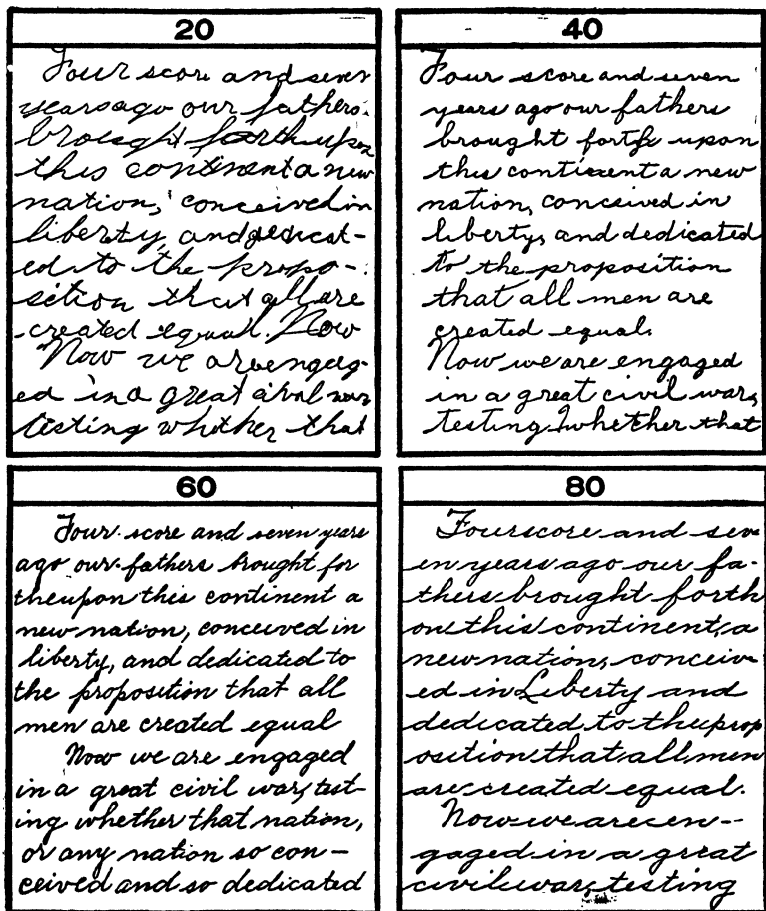 20
Four score and seven
years ago our fathers
brought forth upon
this continent a new
nation, conceived in
liberty, and dedicat-
ed to the propo-
sition that all are
created equal. Now
Now we are engag-
ed in a great civil war
testing whether that
40
Four score and seven
years ago our fathers
brought forth upon
this continent a new
nation, conceived in
liberty, and dedicated
to the proposition
that all men are
created equal.
Now we are engaged
in a great civil war,
testing whether that
60
Four score and seven years
ago our fathers brought for
theupon this continent a
new nation, conceived in
liberty, and dedicated to
the proposition that all
men are created equal
Now we are engaged
in a great civil war, test-
ing whether that nation,
or any nation so con-
ceived and so dedicated
80
Fourscore and sev
en years ago our fa-
thers brought forth
on this continent, a
new nation, conceiv
ed in Liberty and
dedicated to the prop
osition that all men
are created equal.
Now we are en-
gaged in a great
civil war, testing